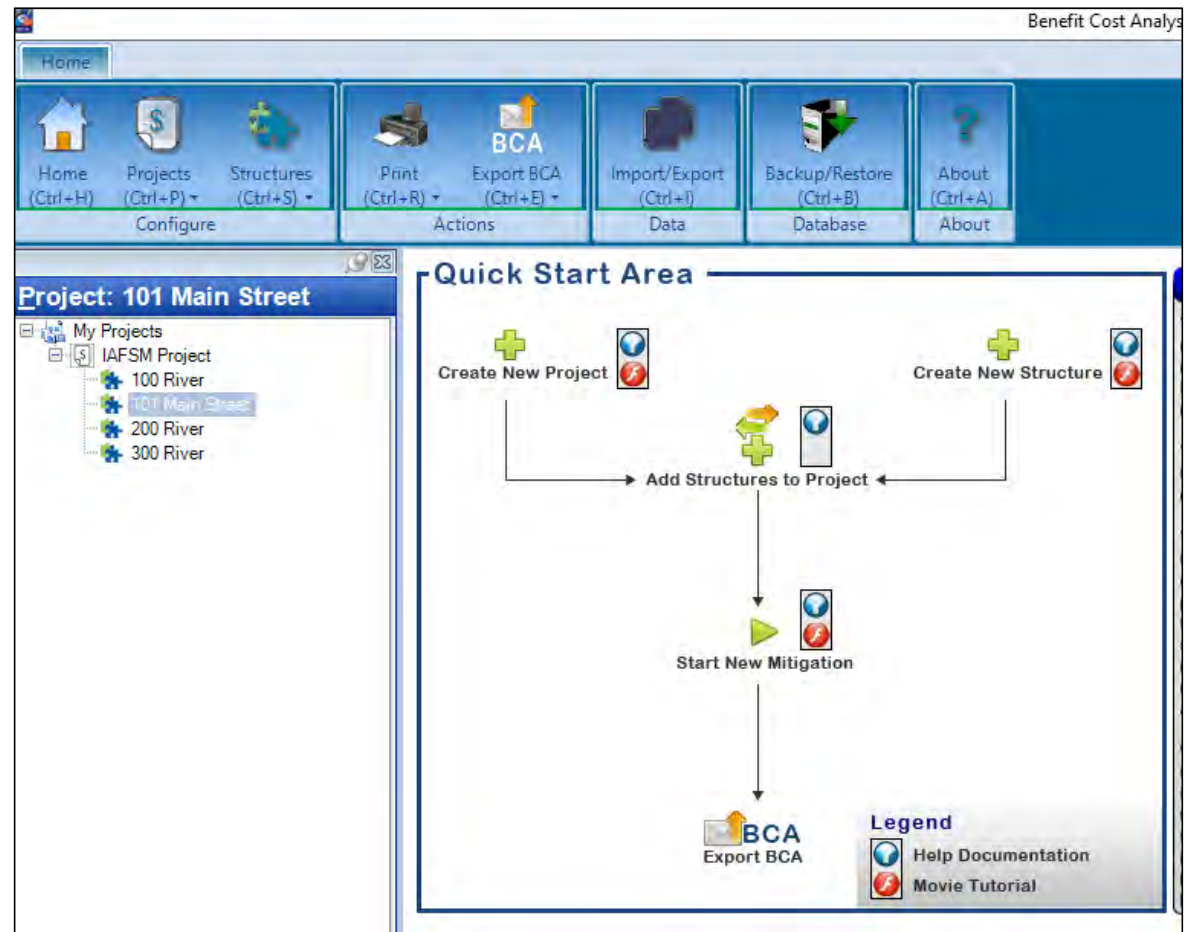 Benefit Cost Analys
Home
Home Projects Structures Print Export BCA Import/Export Backup/Restore About
(Ctrl+H) (Ctrl+P) (Ctrl+S) (Ctrl+R) (Ctrl+E) (Ctrl+I) (Ctrl+B) (Ctrl+A)
Configure Actions Data Database About
BCA
Project: 101 Main Street
My Projects
IAFSM Project
100 River
101 Main Street
200 River
300 River
Quick Start Area
Create New Project
Create New Structure
Add Structures to Project
Start New Mitigation
BCA
Export BCA
Legend
Help Documentation
Movie Tutorial